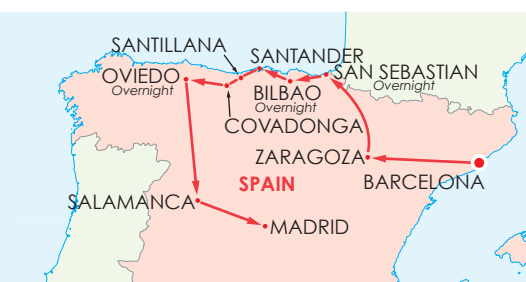 SANTILLANA
SANTANDER
OVIEDO
Overnight
SAN SEBASTIAN
Overnight
BILBAO
Overnight
COVADONGA
ZARAGOZA
BARCELONA
SPAIN
SALAMANCA
MADRID